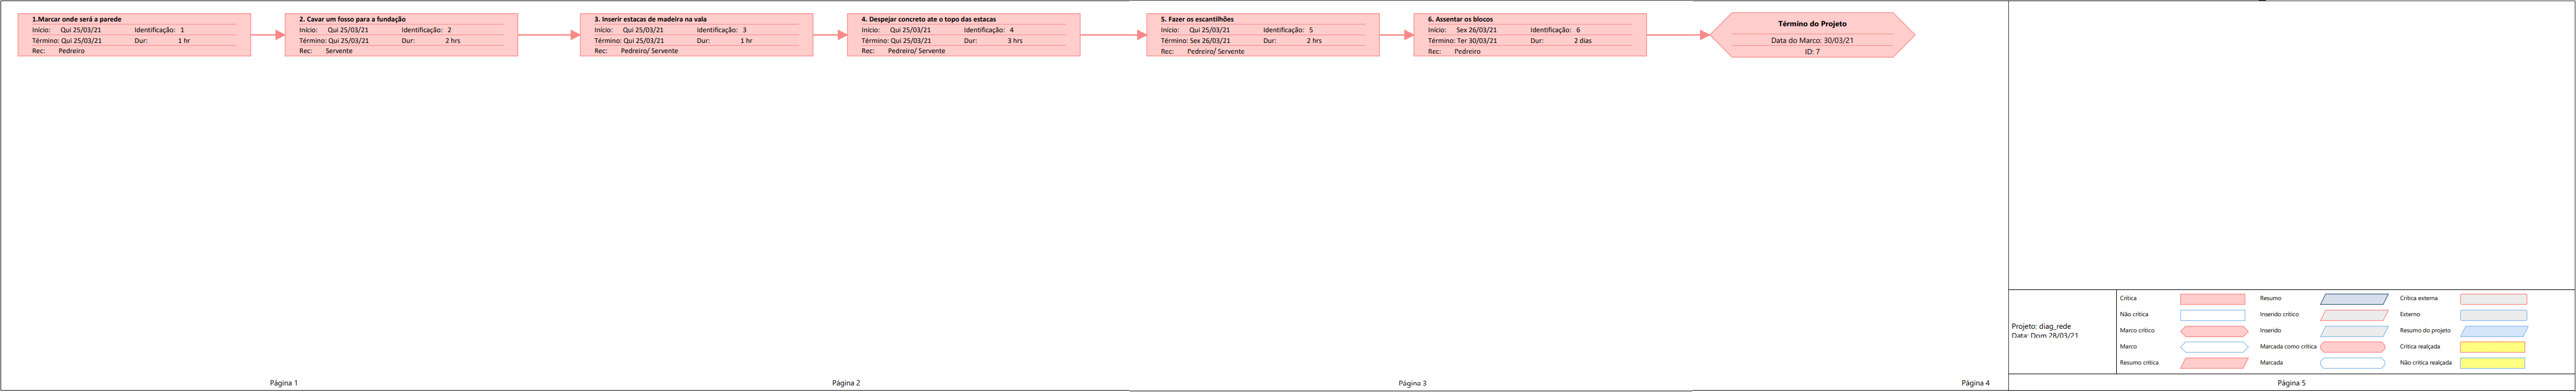 1.Marcar onde será a parede
Início: Qui 25/03/21 Identificação: 1
Término: Qui 25/03/21 Dur: 1 hr
Rec: Pedreiro
2. Cavar um fosso para a fundação
Início: Qui 25/03/21 Identificação: 2
Término: Qui 25/03/21 Dur: 2 hrs
Rec: Servente
3. Inserir estacas de madeira na vala
Início: Qui 25/03/21 Identificação: 3
Término: Qui 25/03/21 Dur: 1 hr
Rec: Pedreiro/ Servente
4. Despejar concreto ate o topo das estacas
Início: Qui 25/03/21 Identificação: 4
Término: Qui 25/03/21 Dur: 3 hrs
Rec: Pedreiro/ Servente
5. Fazer os escantilhões
Início: Qui 25/03/21 Identificação: 5
Término: Sex 26/03/21 Dur: 2 hrs
Rec: Pedreiro/ Servente
6. Assentar os blocos
Início: Sex 26/03/21 Identificação: 6
Término: Ter 30/03/21 Dur: 2 dias
Rec: Pedreiro
Término do Projeto
Data do Marco: 30/03/21
ID: 7
Projeto: diag_rede
Data: Dom 28/03/21
Crítica Resumo Crítica externa
Não crítica Inserido crítico Externo
Marco crítico Inserido Resumo do projeto
Marco Marcada como crítica Crítica realçada
Resumo crítica Marcada Não crítica realçada
Página 1
Página 2
Página 3
Página 4
Página 5